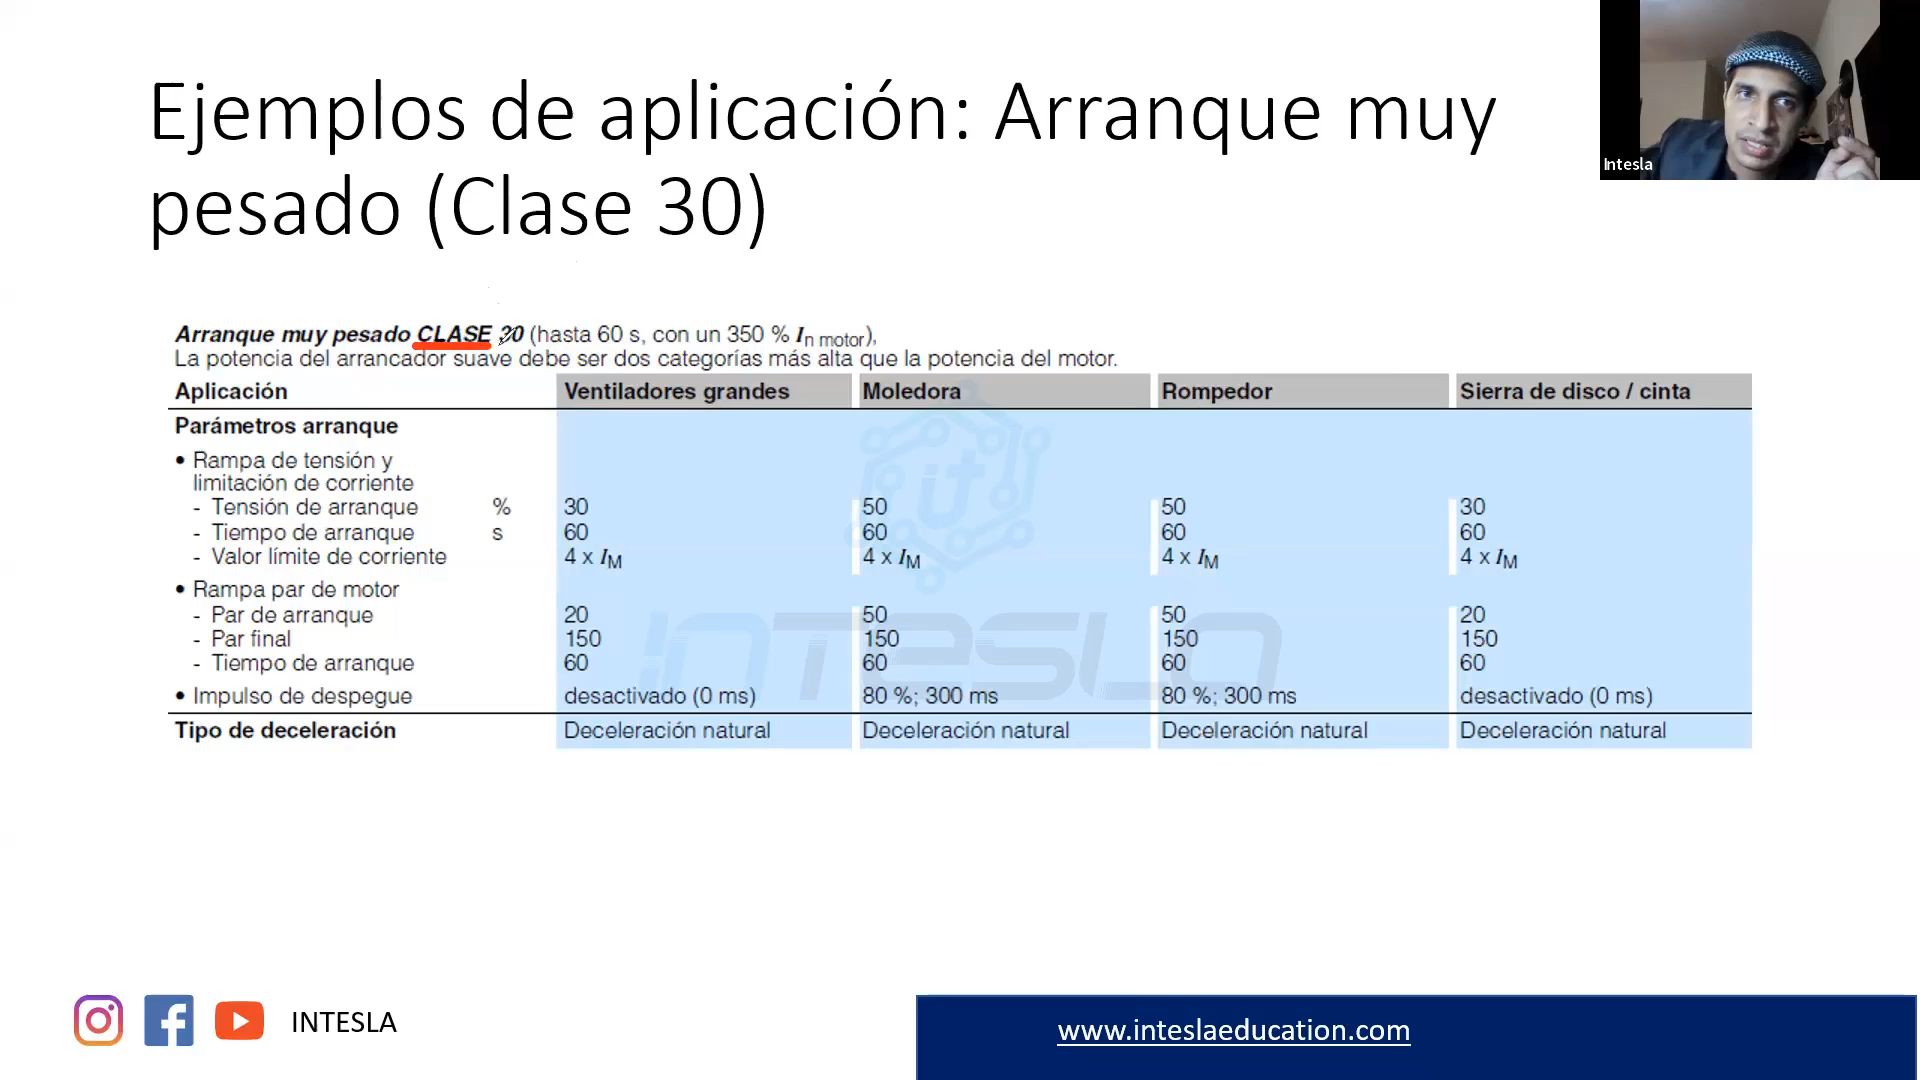 Ejemplos de aplicación: Arranque muy
pesado (Clase 30)
Intesla
Arranque muy pesado CLASE 30 (hasta 60 s, con un 350 % In motor),
La potencia del arrancador suave debe ser dos categorías más alta que la potencia del motor.
Aplicación Ventiladores grandes Moledora Rompedor Sierra de disco / cinta
Parámetros arranque
• Rampa de tensión y
limitación de corriente
- Tensión de arranque % 30 50 50 30
- Tiempo de arranque s 60 60 60 60
- Valor límite de corriente 4 x IM 4 x IM 4 x IM 4 x IM
• Rampa par de motor
- Par de arranque 20 50 50 20
- Par final 150 150 150 150
- Tiempo de arranque 60 60 60 60
• Impulso de despegue desactivado (0 ms) 80 %; 300 ms 80 %; 300 ms desactivado (0 ms)
Tipo de deceleración Deceleración natural Deceleración natural Deceleración natural Deceleración natural
INTESLA
INTESLA
www.inteslaeducation.com